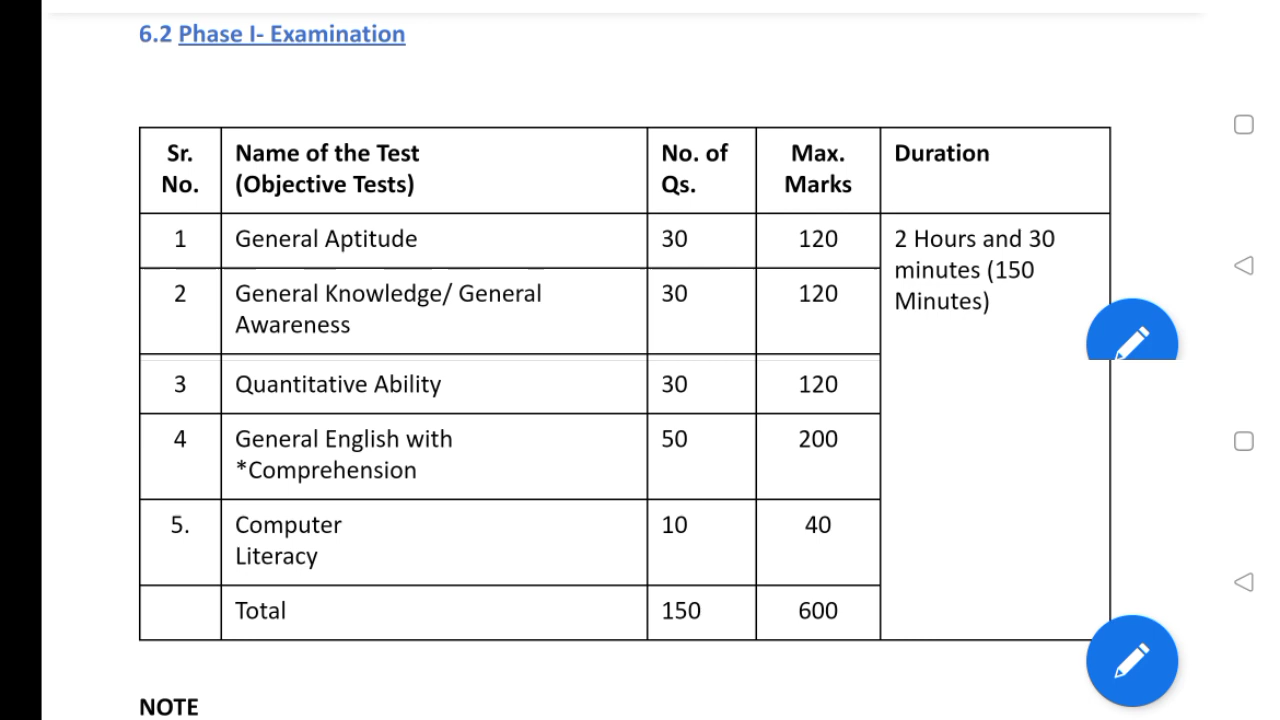 6.2 Phase I- Examination
Sr. No. Name of the Test (Objective Tests) No. of Qs. Max. Marks Duration
1 General Aptitude 30 120 2 Hours and 30 minutes (150 Minutes)
2 General Knowledge/ General Awareness 30 120
3 Quantitative Ability 30 120
4 General English with *Comprehension 50 200
5. Computer Literacy 10 40
Total 150 600
NOTE